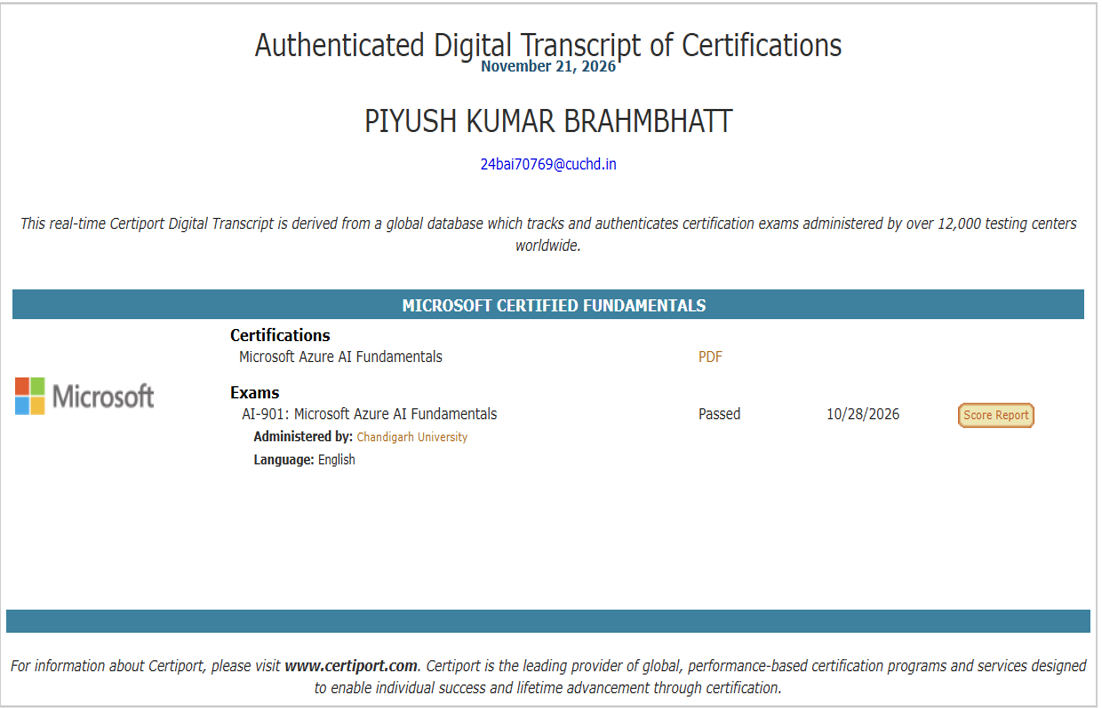 Authenticated Digital Transcript of Certifications
November 21, 2026
PIYUSH KUMAR BRAHMBHATT
24bai70769@cuchd.in
This real-time Certiport Digital Transcript is derived from a global database which tracks and authenticates certification exams administered by over 12,000 testing centers
worldwide.
MICROSOFT CERTIFIED FUNDAMENTALS
Certifications
Microsoft Azure AI Fundamentals PDF
Microsoft
Exams
AI-901: Microsoft Azure AI Fundamentals Passed 10/28/2026 Score Report
Administered by: Chandigarh University
Language: English
For information about Certiport, please visit www.certiport.com. Certiport is the leading provider of global, performance-based certification programs and services designed
to enable individual success and lifetime advancement through certification.